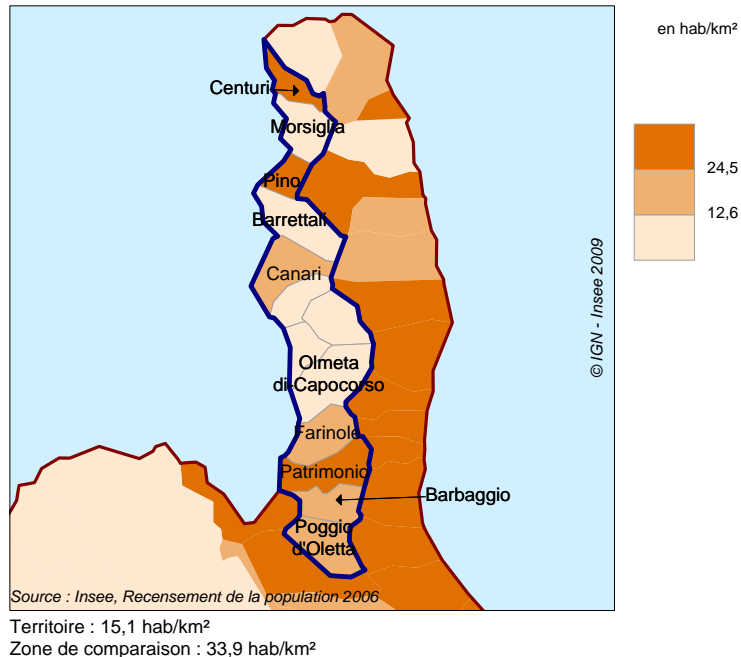 en hab/km²
Centuri
Morsiglia
24,5
Pino
12,6
Barrettali
Canari
© IGN - Insee 2009
Olmeta
di-Capocorso
Farinole
Patrimonio
Barbaggio
Poggio
d'Oletta
Source : Insee, Recensement de la population 2006
Territoire : 15,1 hab/km²
Zone de comparaison : 33,9 hab/km²